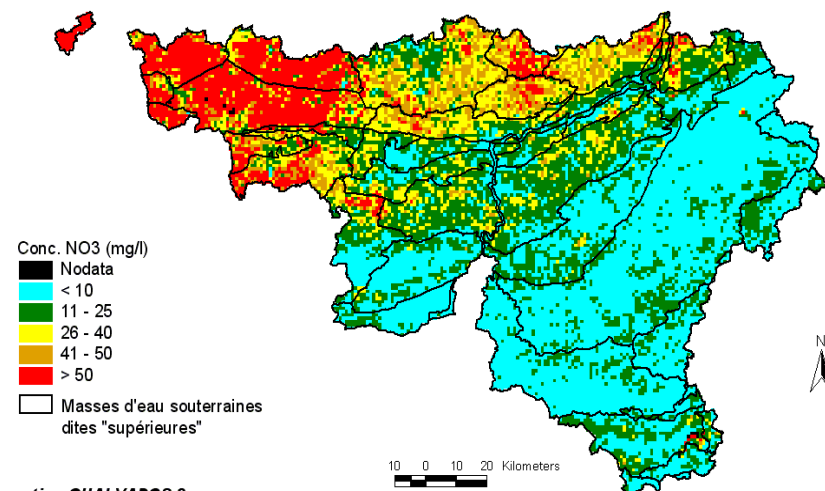 Conc. NO3 (mg/l)
Nodata
< 10
11 - 25
26 - 40
41 - 50
> 50
Masses d'eau souterraines
dites "supérieures"
N
10 0 10 20 Kilometers